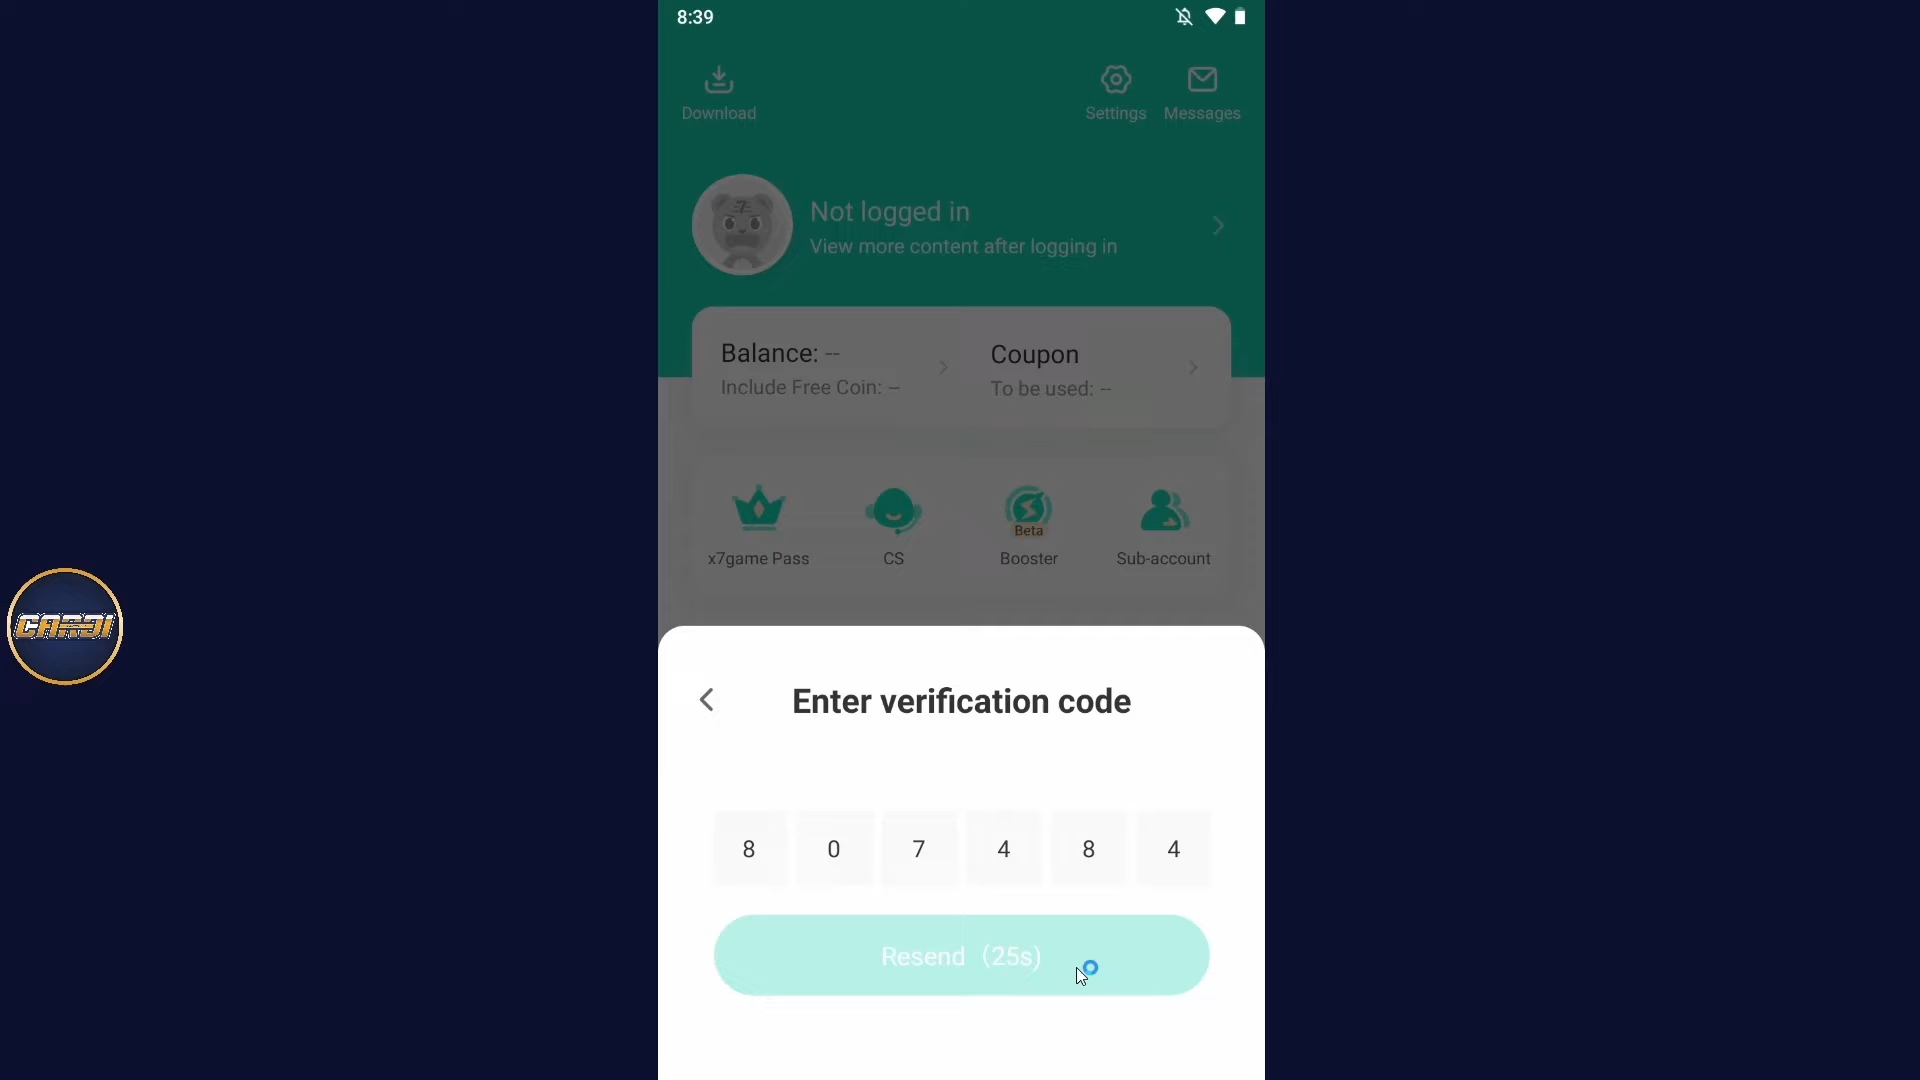 8:39
Download
Settings
Messages
7
Not logged in
View more content after logging in
Balance: --
Include Free Coin: --
Coupon
To be used: --
Beta
x7game Pass
CS
Booster
Sub-account
CARDI
Enter verification code
8 0 7 4 8 4
Resend（25s）